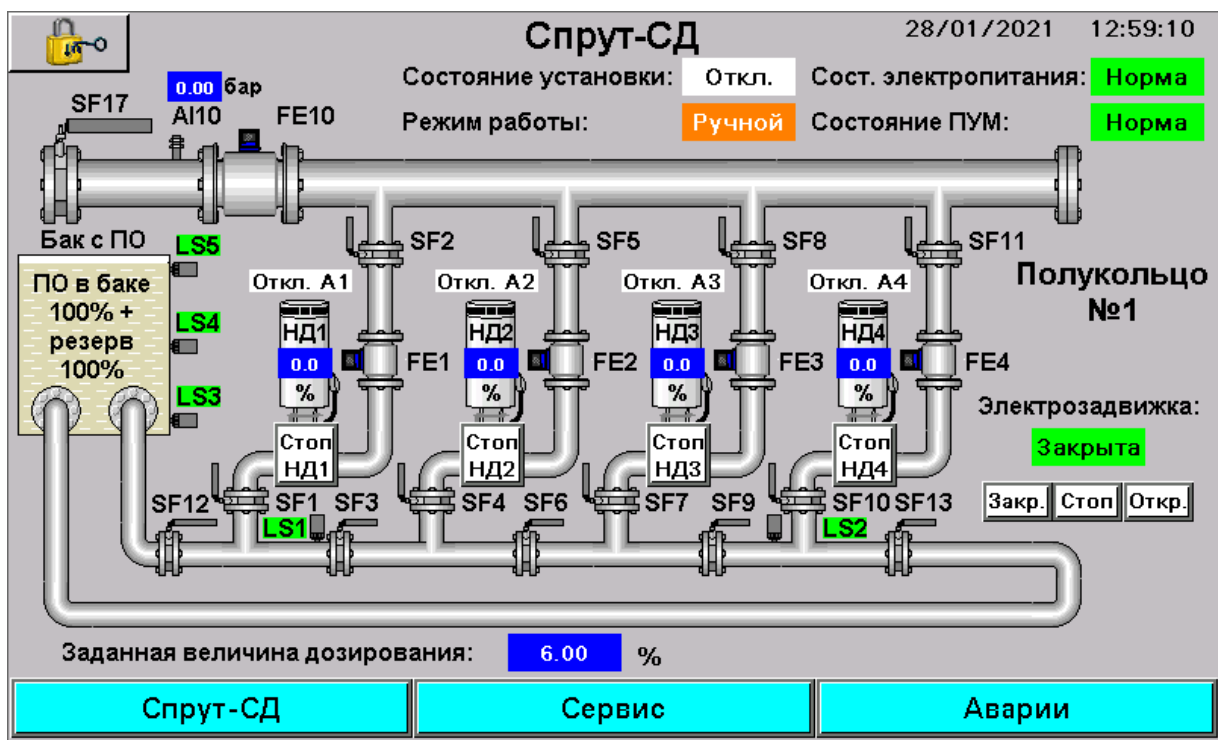 Спрут-СД
28/01/2021 12:59:10
Состояние установки: Откл. Сост. электропитания: Норма
Режим работы: Ручной Состояние ПУМ: Норма
0.00 бар
SF17 AI10 FE10
Бак с ПО LS5 SF2 SF5 SF8 SF11
ПО в баке
100% +
резерв
100%
LS4
LS3
Откл. А1 Откл. А2 Откл. А3 Откл. А4
Полукольцо
№1
НД1 НД2 НД3 НД4
0.0 FE1 0.0 FE2 0.0 FE3 0.0 FE4
% % % %
Электрозадвижка:
Закрыта
Стоп
НД1
Стоп
НД2
Стоп
НД3
Стоп
НД4
Закр. Стоп Откр.
SF12 SF1 SF3 SF4 SF6 SF7 SF9 SF10 SF13
LS1 LS2
Заданная величина дозирования: 6.00 %
Спрут-СД Сервис Аварии